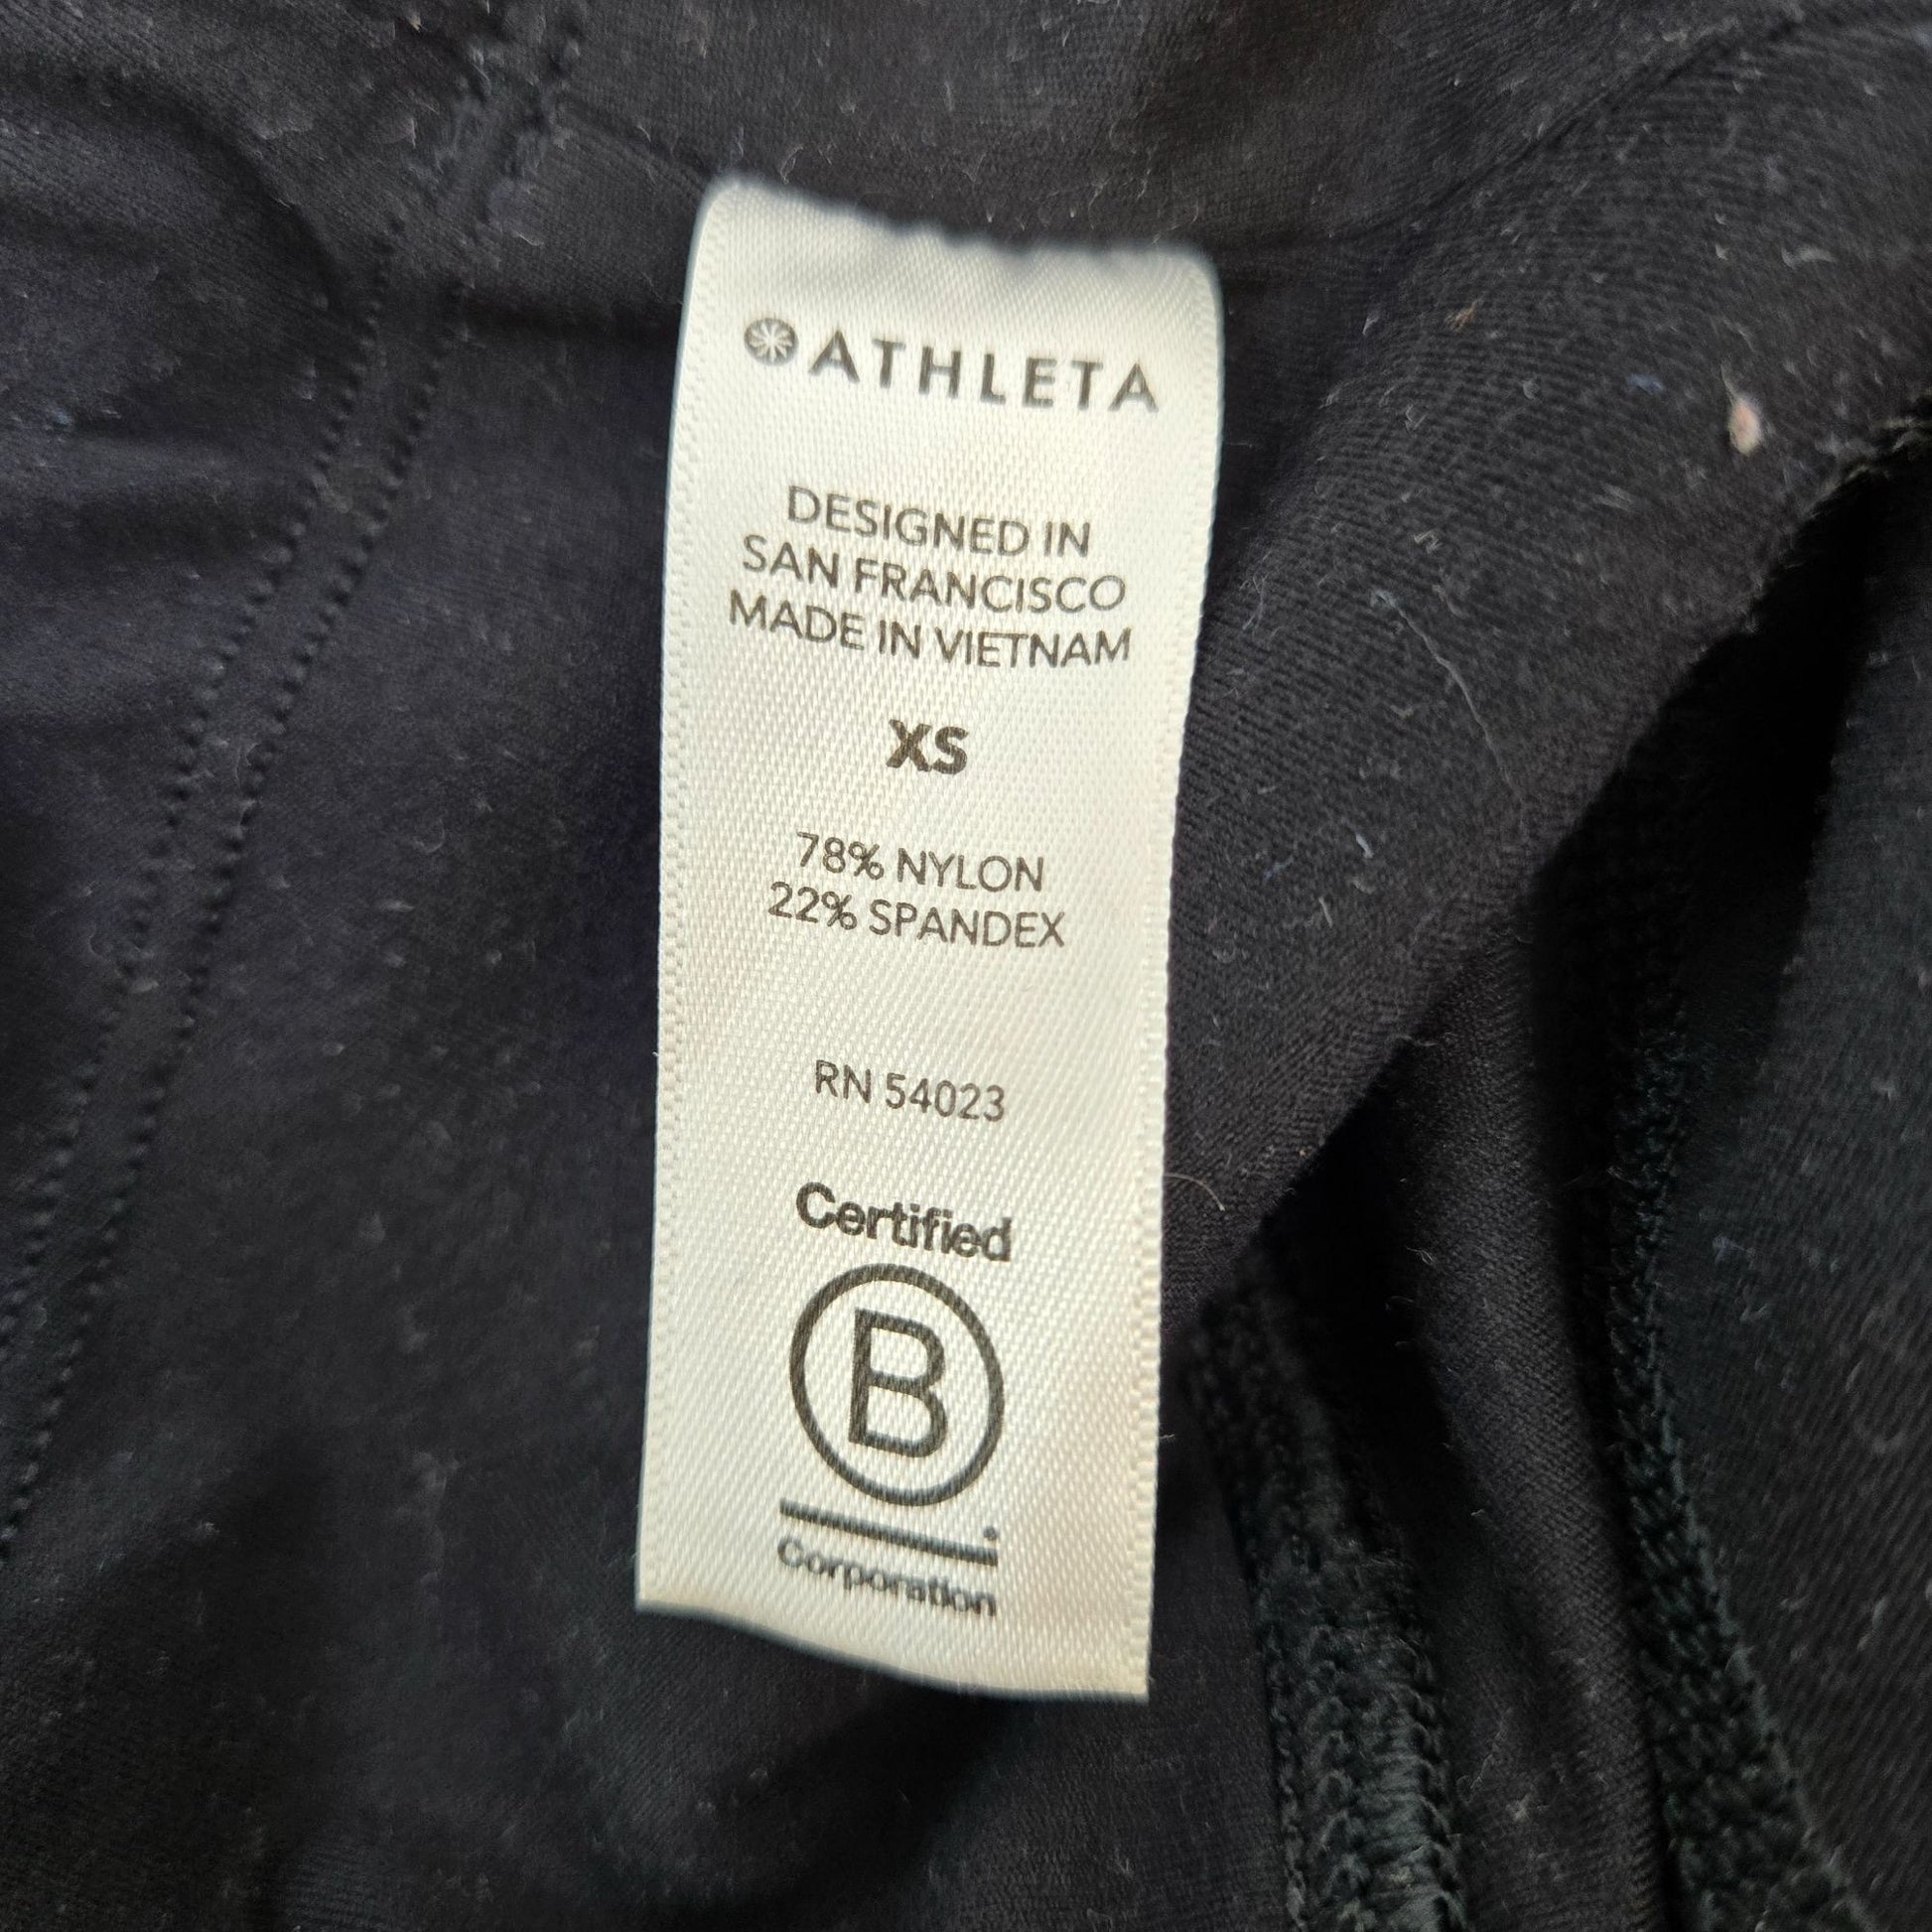 ATHLETA
DESIGNED IN
SAN FRANCISCO
MADE IN VIETNAM
XS
78% NYLON
22% SPANDEX
RN 54023
Certified
B
Corporation